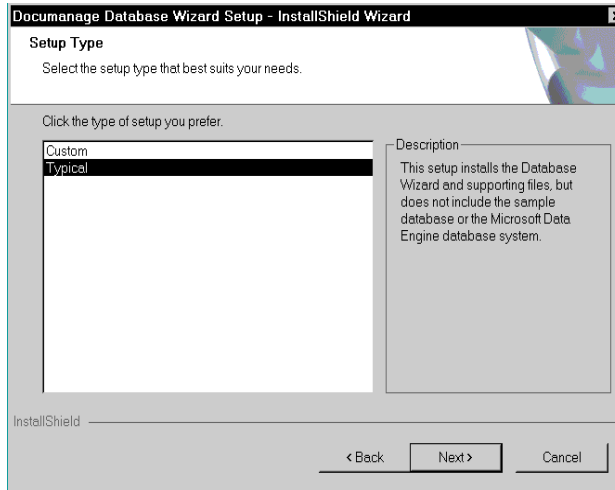 Documanage Database Wizard Setup - InstallShield Wizard
Setup Type
Select the setup type that best suits your needs.
Click the type of setup you prefer.
Custom
Typical
Description
This setup installs the Database
Wizard and supporting files, but
does not include the sample
database or the Microsoft Data
Engine database system.
InstallShield
< Back
Next >
Cancel